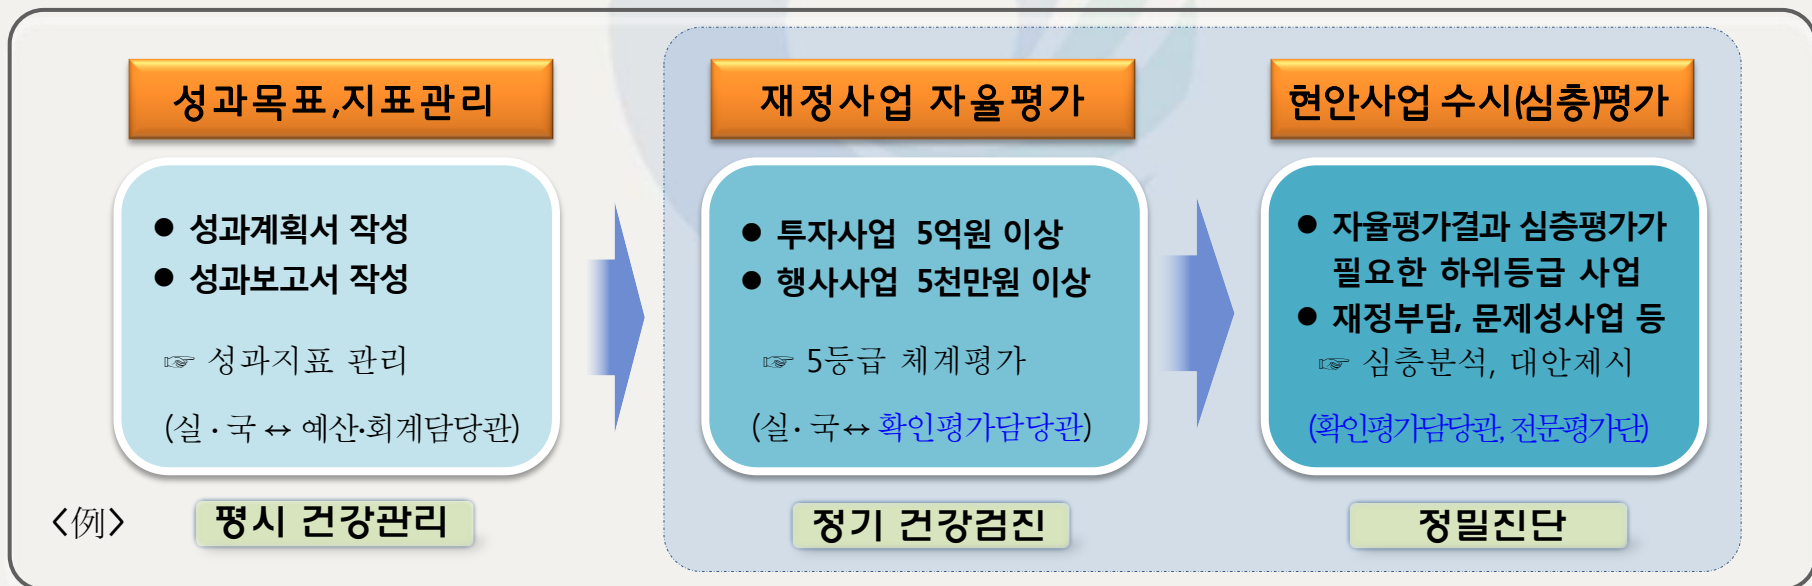 성과목표,지표관리
● 성과계획서 작성
● 성과보고서 작성
☞ 성과지표 관리
(실·국 ↔ 예산·회계담당관)
재정사업 자율평가
● 투자사업 5억원 이상
● 행사사업 5천만원 이상
☞ 5등급 체계평가
(실·국 ↔ 확인평가담당관)
현안사업 수시(심층)평가
● 자율평가결과 심층평가가
필요한 하위등급 사업
● 재정부담, 문제성사업 등
☞ 심층분석, 대안제시
(확인평가담당관, 전문평가단)
<例>
평시 건강관리
정기 건강검진
정밀진단